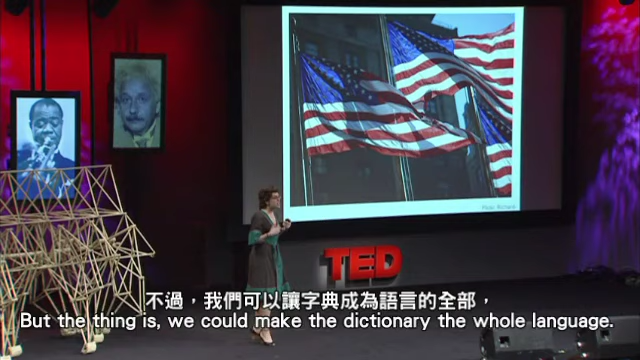 TED
不過，我們可以讓字典成為語言的全部，
But the thing is, we could make the dictionary the whole language.